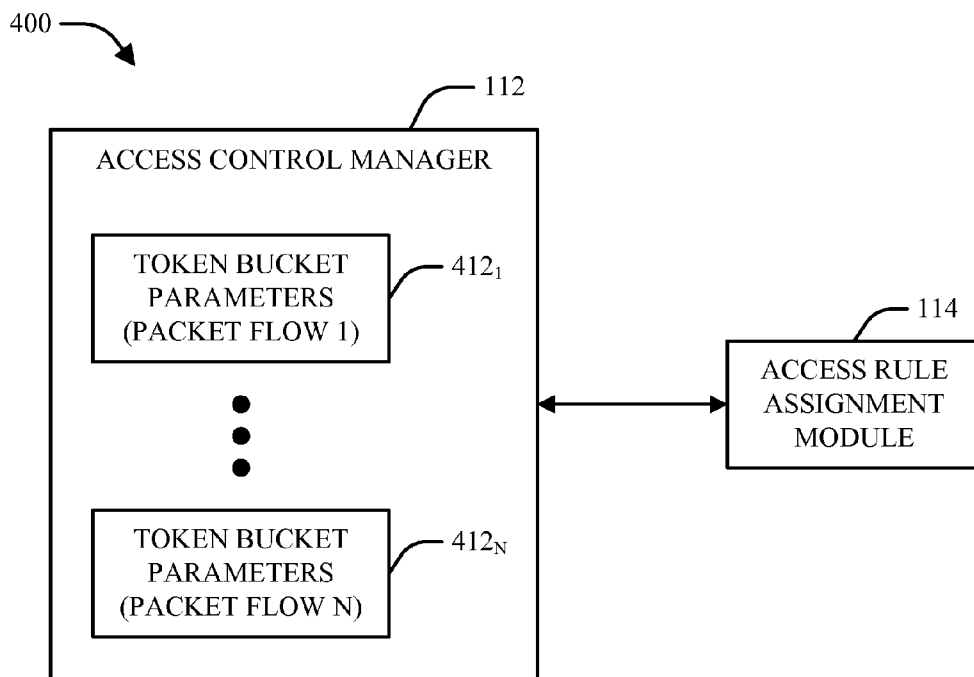 400
112
ACCESS CONTROL MANAGER
TOKEN BUCKET
PARAMETERS
(PACKET FLOW 1)
412₁
114
ACCESS RULE
ASSIGNMENT
MODULE
TOKEN BUCKET
PARAMETERS
(PACKET FLOW N)
412N